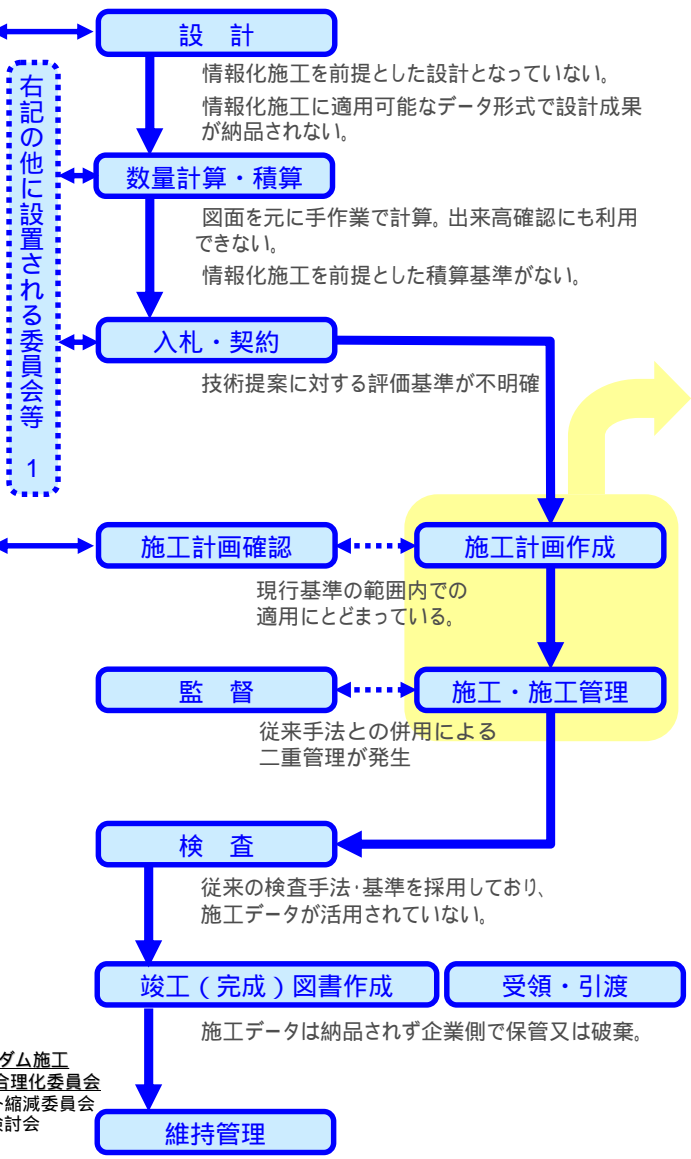 設 計
情報化施工を前提とした設計となっていない。
情報化施工に適用可能なデータ形式で設計成果
が納品されない。
右記の他に設置される委員会等 1
数量計算・積算
図面を元に手作業で計算。出来高確認にも利用
できない。
情報化施工を前提とした積算基準がない。
入札・契約
技術提案に対する評価基準が不明確
施工計画確認
施工計画作成
現行基準の範囲内での
適用にとどまっている。
監 督
施工・施工管理
従来手法との併用による
二重管理が発生
検 査
従来の検査手法・基準を採用しており、
施工データが活用されていない。
竣工(完成)図書作成
受領・引渡
施工データは納品されず企業側で保管又は破棄。
ダム施工
合理化委員会
縮減委員会
討会
維持管理